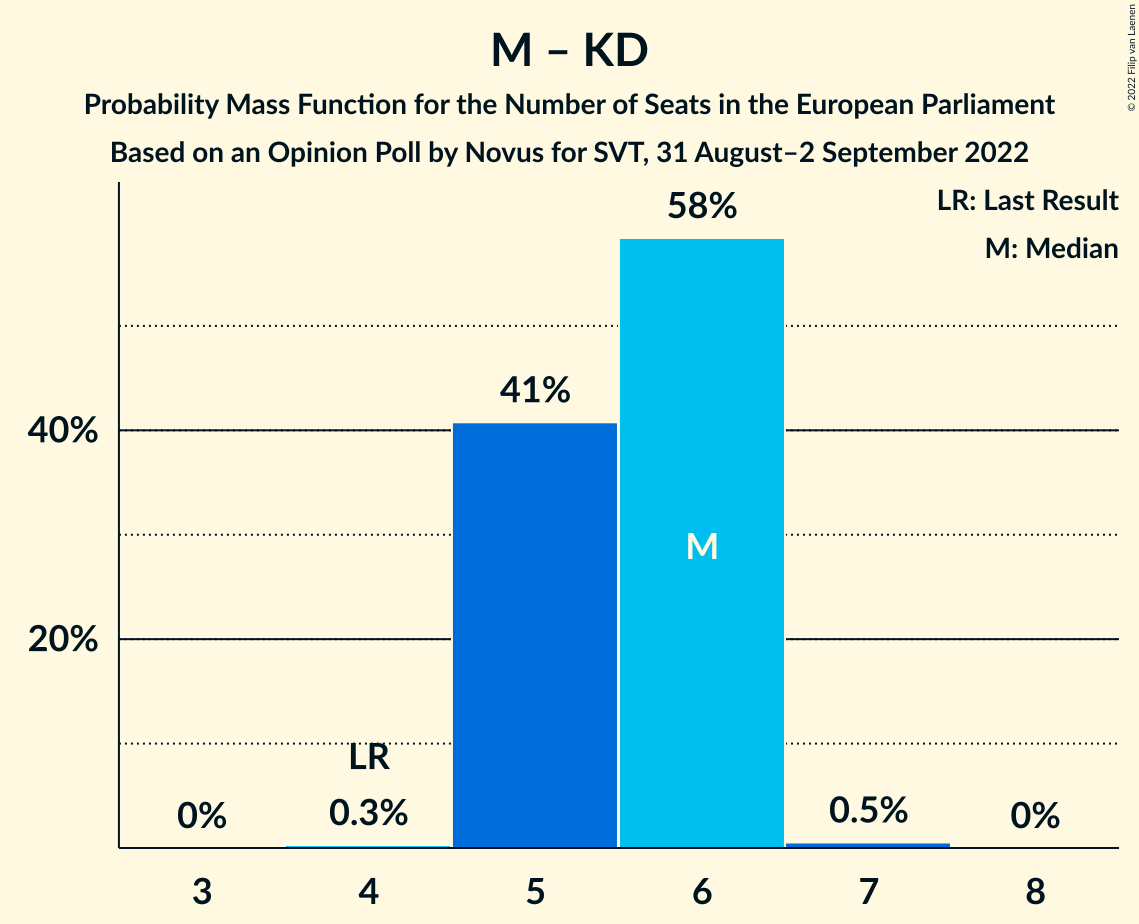 M – KD
Probability Mass Function for the Number of Seats in the European Parliament
Based on an Opinion Poll by Novus for SVT, 31 August–2 September 2022
© 2022 Filip van Laenen
LR: Last Result
M: Median
58%
41%
40%
M
20%
LR
0%
0.3%
0.5%
0%
3
4
5
6
7
8